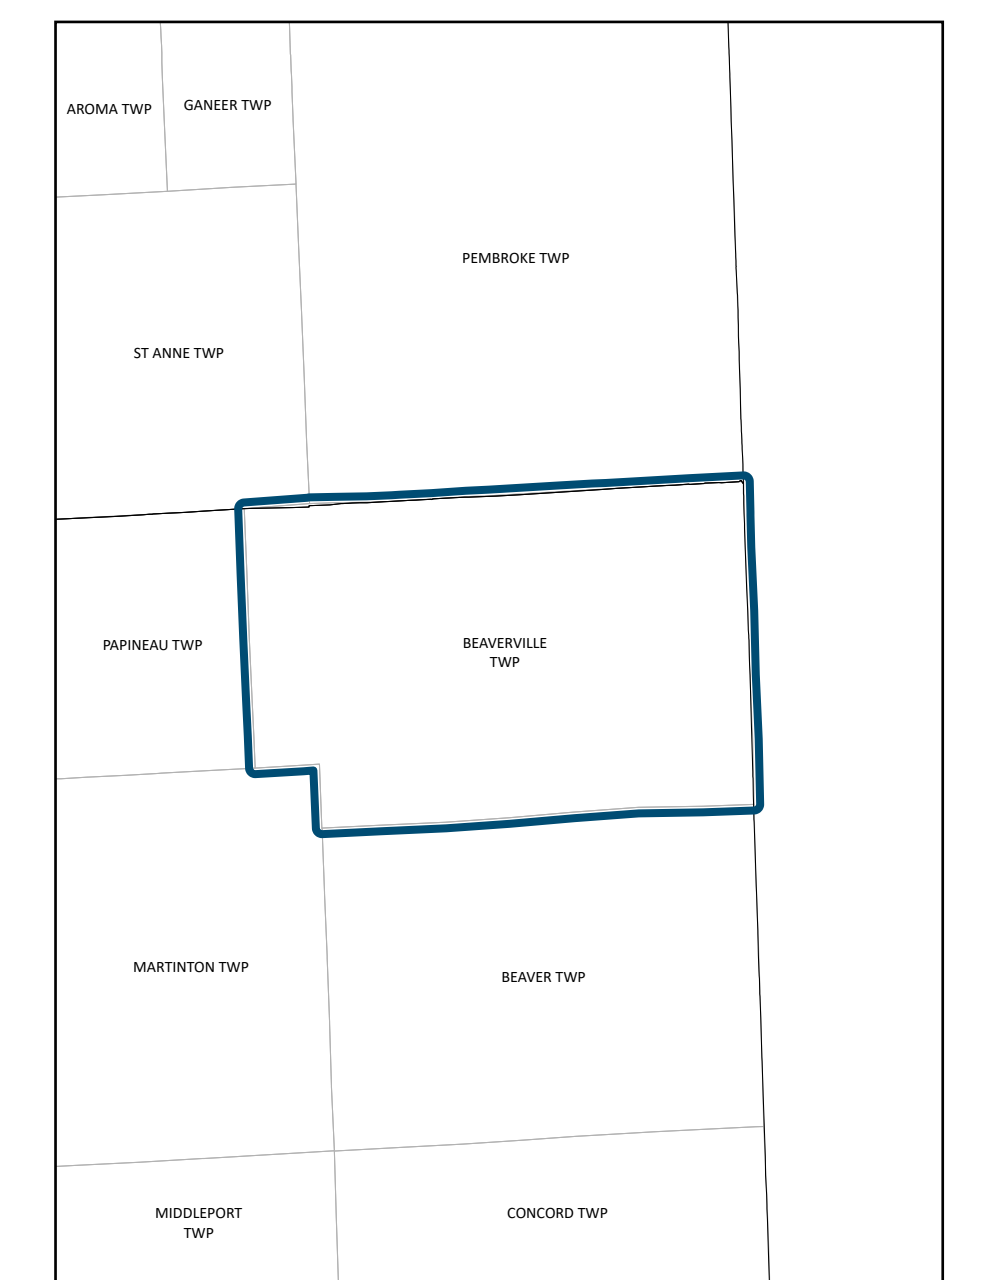 AROMA TWP
GANEER TWP
PEMBROKE TWP
ST ANNE TWP
PAPINEAU TWP
BEAVERVILLE
TWP
MARTINTON TWP
BEAVER TWP
MIDDLEPORT
TWP
CONCORD TWP